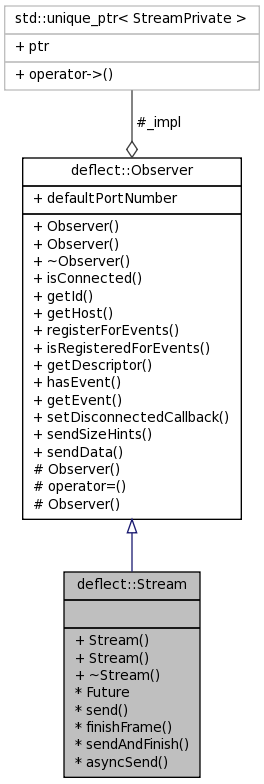 std::unique_ptr< StreamPrivate >
+ ptr
+ operator->()
#_impl
deflect::Observer
+ defaultPortNumber
+ Observer()
+ Observer()
+ ~Observer()
+ isConnected()
+ getId()
+ getHost()
+ registerForEvents()
+ isRegisteredForEvents()
+ getDescriptor()
+ hasEvent()
+ getEvent()
+ setDisconnectedCallback()
+ sendSizeHints()
+ sendData()
# Observer()
# operator=()
# Observer()
deflect::Stream
+ Stream()
+ Stream()
+ ~Stream()
* Future
* send()
* finishFrame()
* sendAndFinish()
* asyncSend()